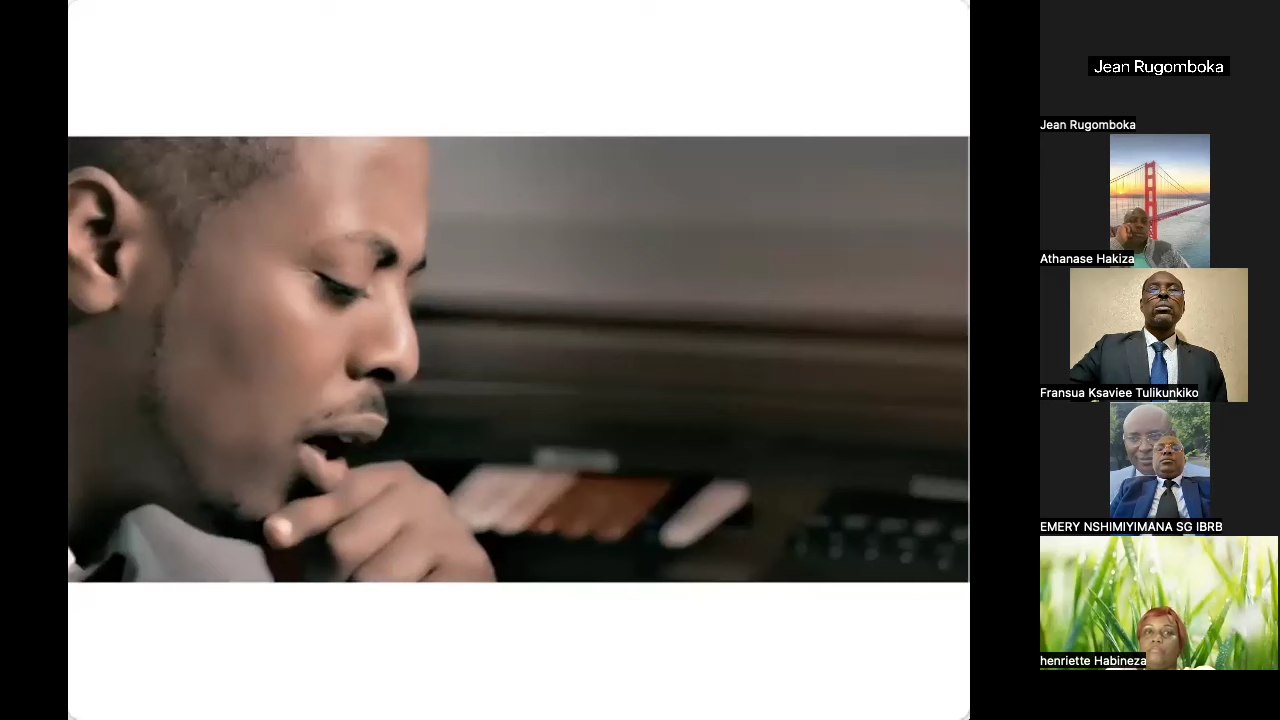 Jean Rugomboka
Jean Rugomboka
Athanase Hakiza
Fransua Ksaviee Tulikunkiko
EMERY NSHIMIYIMANA SG IBRB
henriette Habineza